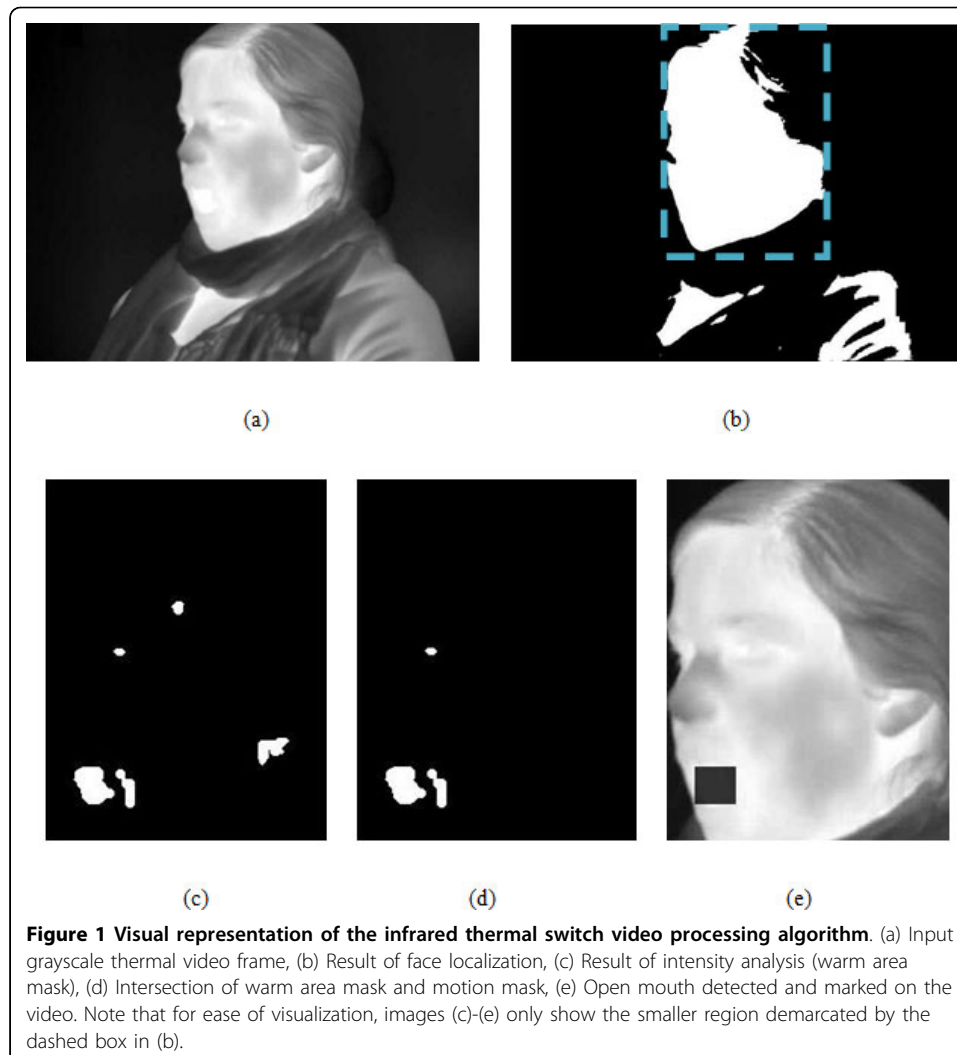 (a)
(b)
(c)
(d)
(e)
Figure 1 Visual representation of the infrared thermal switch video processing algorithm. (a) Input
grayscale thermal video frame, (b) Result of face localization, (c) Result of intensity analysis (warm area
mask), (d) Intersection of warm area mask and motion mask, (e) Open mouth detected and marked on the
video. Note that for ease of visualization, images (c)-(e) only show the smaller region demarcated by the
dashed box in (b).